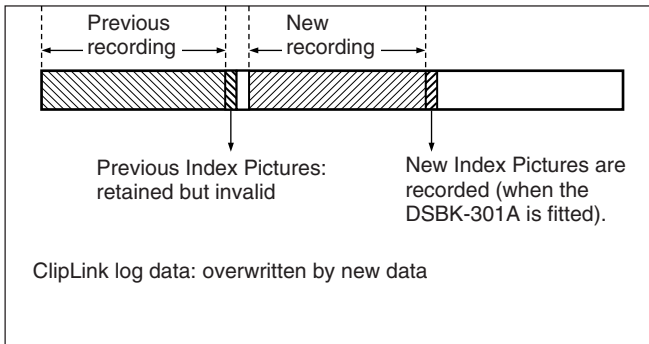 Previous
recording
New
recording
Previous Index Pictures:
retained but invalid
New Index Pictures are
recorded (when the
DSBK-301A is fitted).
ClipLink log data: overwritten by new data